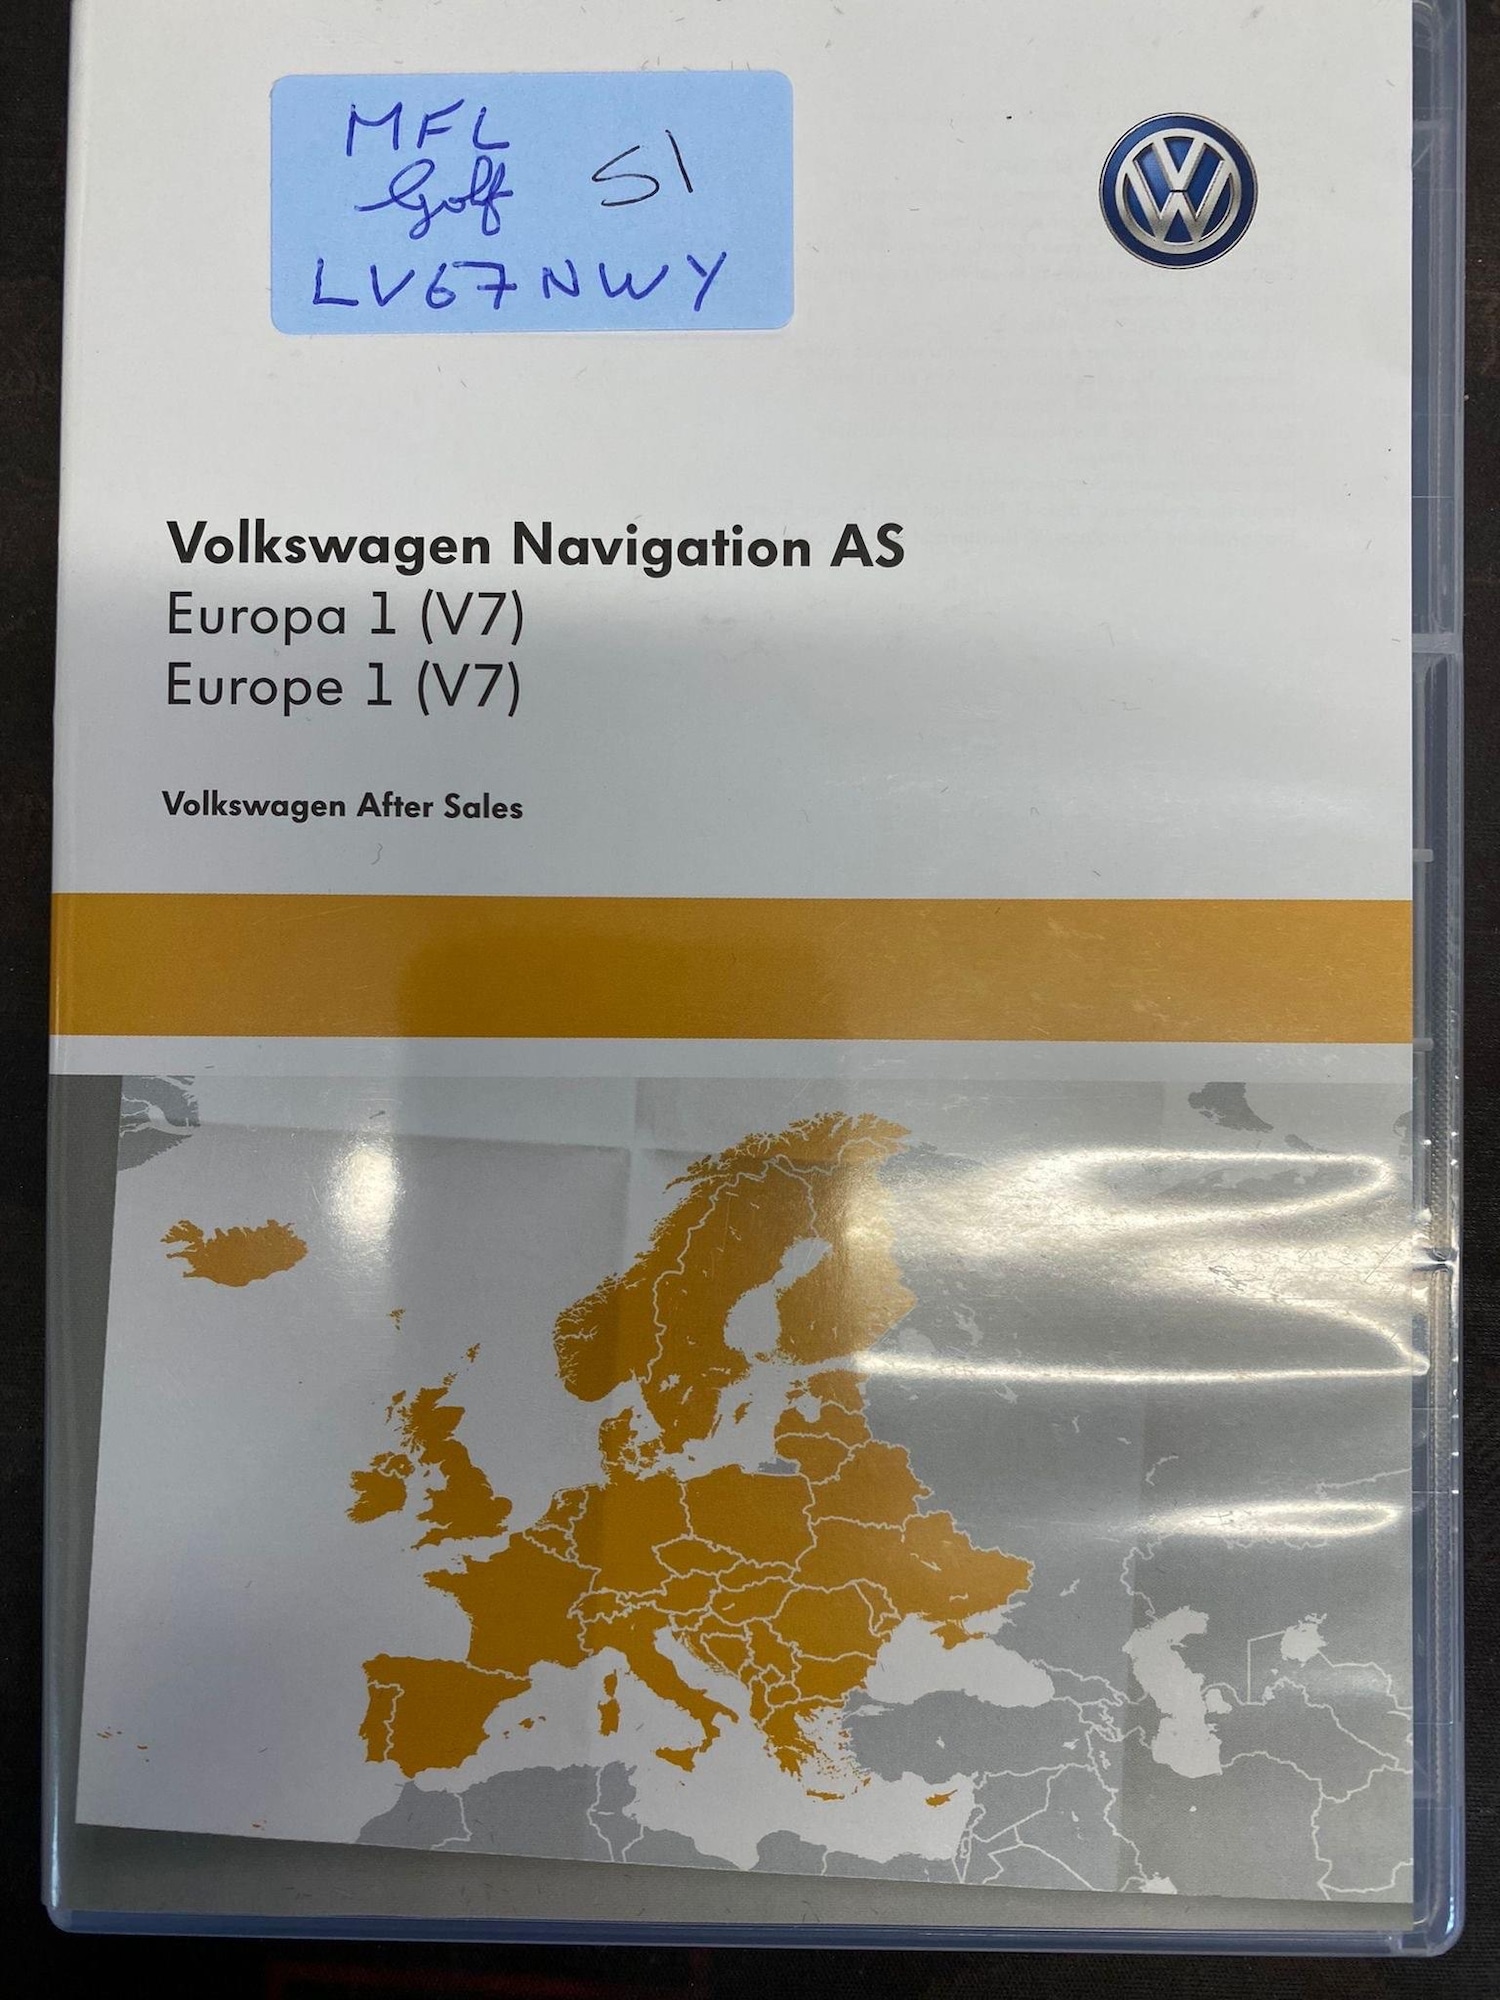 MFL
Golf S1
LV67NWY
VW
Volkswagen Navigation AS
Europa 1 (V7)
Europe 1 (V7)
Volkswagen After Sales